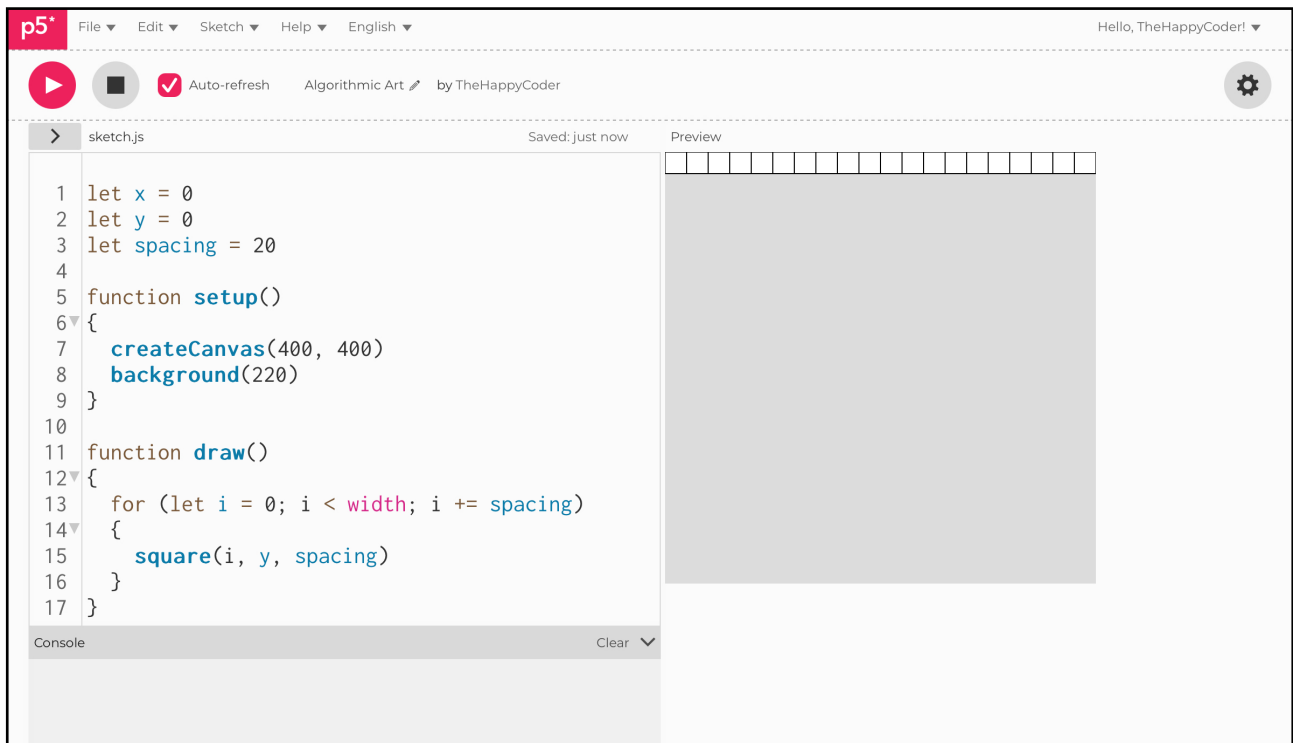 p5* File Edit Sketch Help English Hello, TheHappyCoder!
Auto-refresh Algorithmic Art by TheHappyCoder
sketch.js Saved: just now Preview
1 let x = 0
2 let y = 0
3 let spacing = 20
4
5 function setup()
6 {
7 createCanvas(400, 400)
8 background(220)
9 }
10
11 function draw()
12 {
13 for (let i = 0; i < width; i += spacing)
14 {
15 square(i, y, spacing)
16 }
17 }
Console Clear